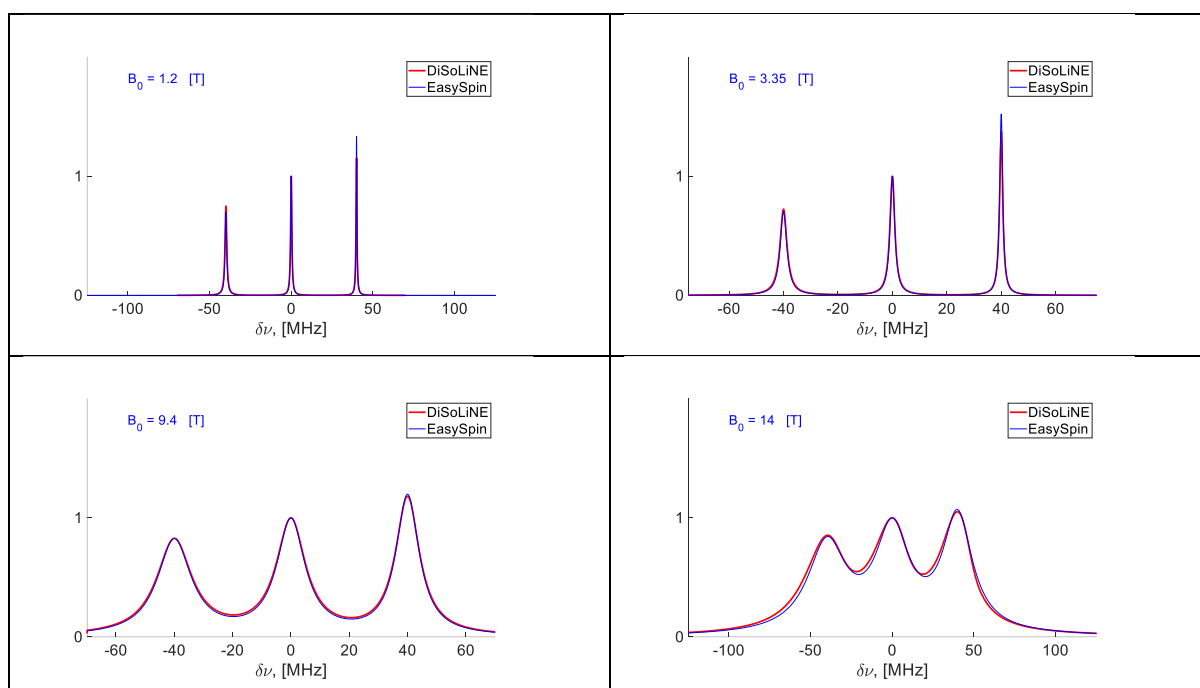 B0 = 1.2 [T]
DiSoLiNE
EasySpin
1
0
-100 -50 0 50 100
δν, [MHz]
B0 = 3.35 [T]
DiSoLiNE
EasySpin
1
0
-60 -40 -20 0 20 40 60
δν, [MHz]
B0 = 9.4 [T]
DiSoLiNE
EasySpin
1
0
-60 -40 -20 0 20 40 60
δν, [MHz]
B0 = 14 [T]
DiSoLiNE
EasySpin
1
0
-100 -50 0 50 100
δν, [MHz]